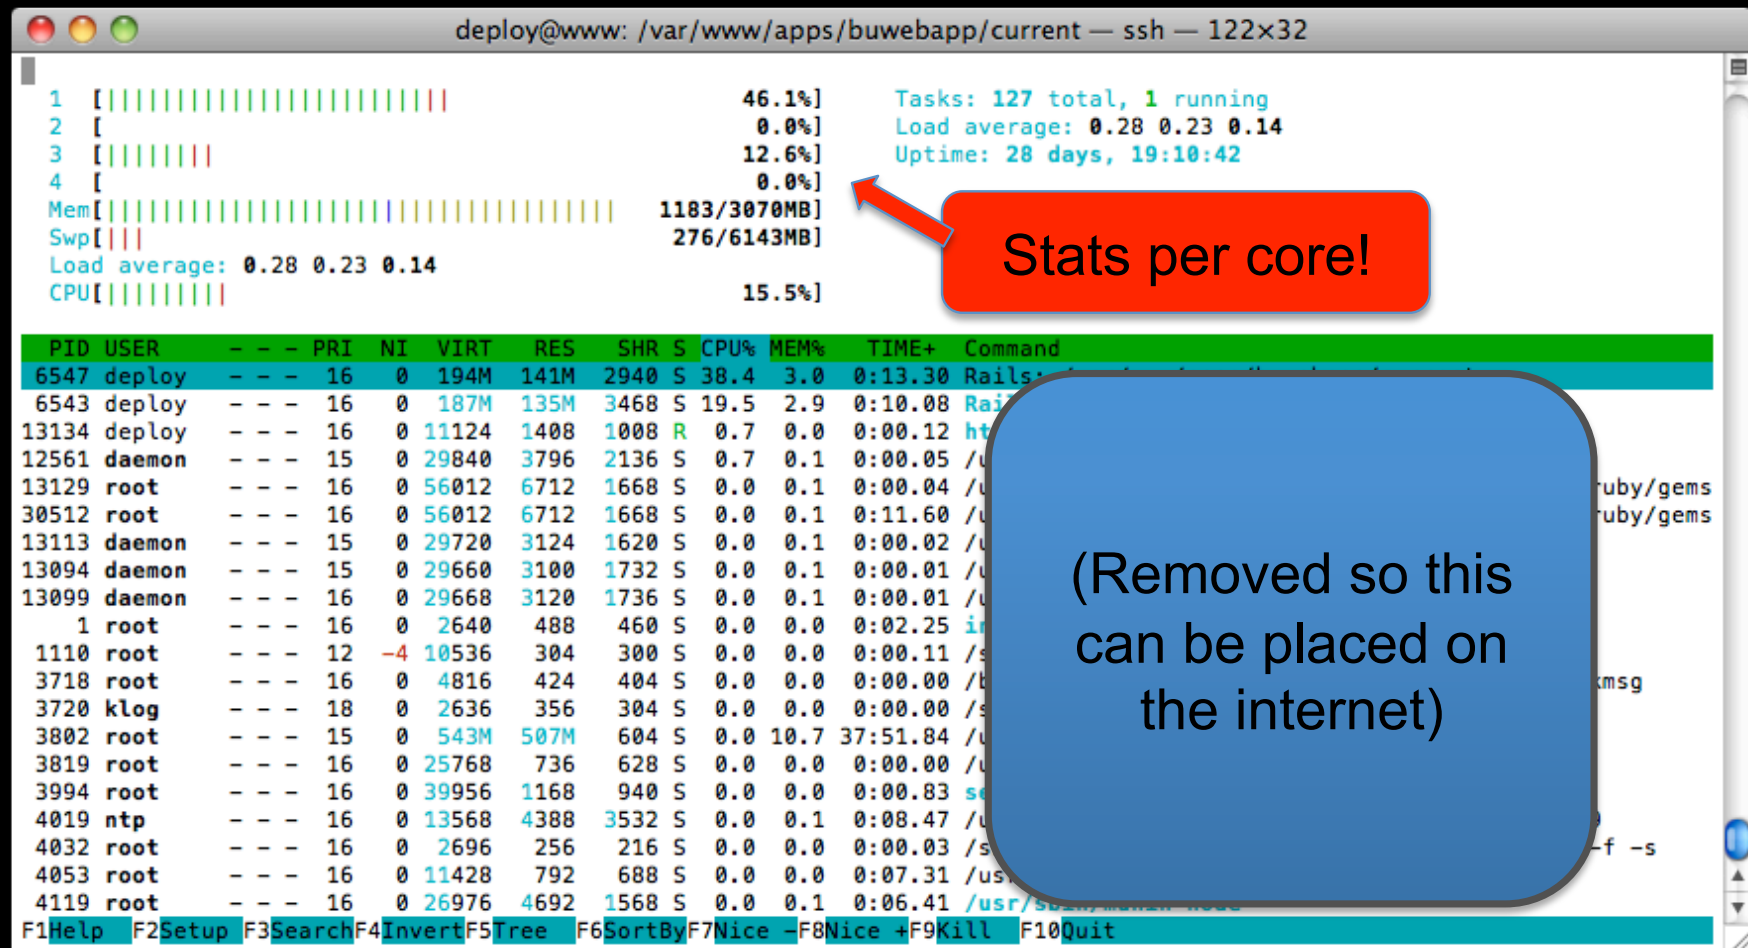 deploy@www: /var/www/apps/buwebapp/current — ssh — 122×32
1 [||||||||||||||||||||||||| 46.1%] Tasks: 127 total, 1 running
2 [ 0.0%] Load average: 0.28 0.23 0.14
3 [|||||||| 12.6%] Uptime: 28 days, 19:10:42
4 [ 0.0%]
Mem[||||||||||||||||||||||||||||||||||||| 1183/3070MB]
Swp[||| 276/6143MB]
Stats per core!
Load average: 0.28 0.23 0.14
CPU[||||||||| 15.5%]
PID USER - - - PRI NI VIRT RES SHR S CPU% MEM% TIME+ Command
6547 deploy - - - 16 0 194M 141M 2940 S 38.4 3.0 0:13.30 Rails:
6543 deploy - - - 16 0 187M 135M 3468 S 19.5 2.9 0:10.08
13134 deploy - - - 16 0 11124 1408 1008 R 0.7 0.0 0:00.12
12561 daemon - - - 15 0 29840 3796 2136 S 0.7 0.1 0:00.05
13129 root - - - 16 0 56012 6712 1668 S 0.0 0.1 0:00.04 ruby/gems
30512 root - - - 16 0 56012 6712 1668 S 0.0 0.1 0:11.60 ruby/gems
13113 daemon - - - 15 0 29720 3124 1620 S 0.0 0.1 0:00.02
13094 daemon - - - 15 0 29660 3100 1732 S 0.0 0.1 0:00.01
13099 daemon - - - 16 0 29668 3120 1736 S 0.0 0.1 0:00.01
1 root - - - 16 0 2640 488 460 S 0.0 0.0 0:02.25
1110 root - - - 12 -4 10536 304 300 S 0.0 0.0 0:00.11
3718 root - - - 16 0 4816 424 404 S 0.0 0.0 0:00.00 kmsg
3720 klog - - - 18 0 2636 356 304 S 0.0 0.0 0:00.00
3802 root - - - 15 0 543M 507M 604 S 0.0 10.7 37:51.84
3819 root - - - 16 0 25768 736 628 S 0.0 0.0 0:00.00
3994 root - - - 16 0 39956 1168 940 S 0.0 0.0 0:00.83
4019 ntp - - - 16 0 13568 4388 3532 S 0.0 0.1 0:08.47
4032 root - - - 16 0 2696 256 216 S 0.0 0.0 0:00.03 -f -s
4053 root - - - 16 0 11428 792 688 S 0.0 0.0 0:07.31
4119 root - - - 16 0 26976 4692 1568 S 0.0 0.1 0:06.41 /usr/sbin/munin-node
(Removed so this
can be placed on
the internet)
F1Help F2Setup F3SearchF4InvertF5Tree F6SortByF7Nice -F8Nice +F9Kill F10Quit